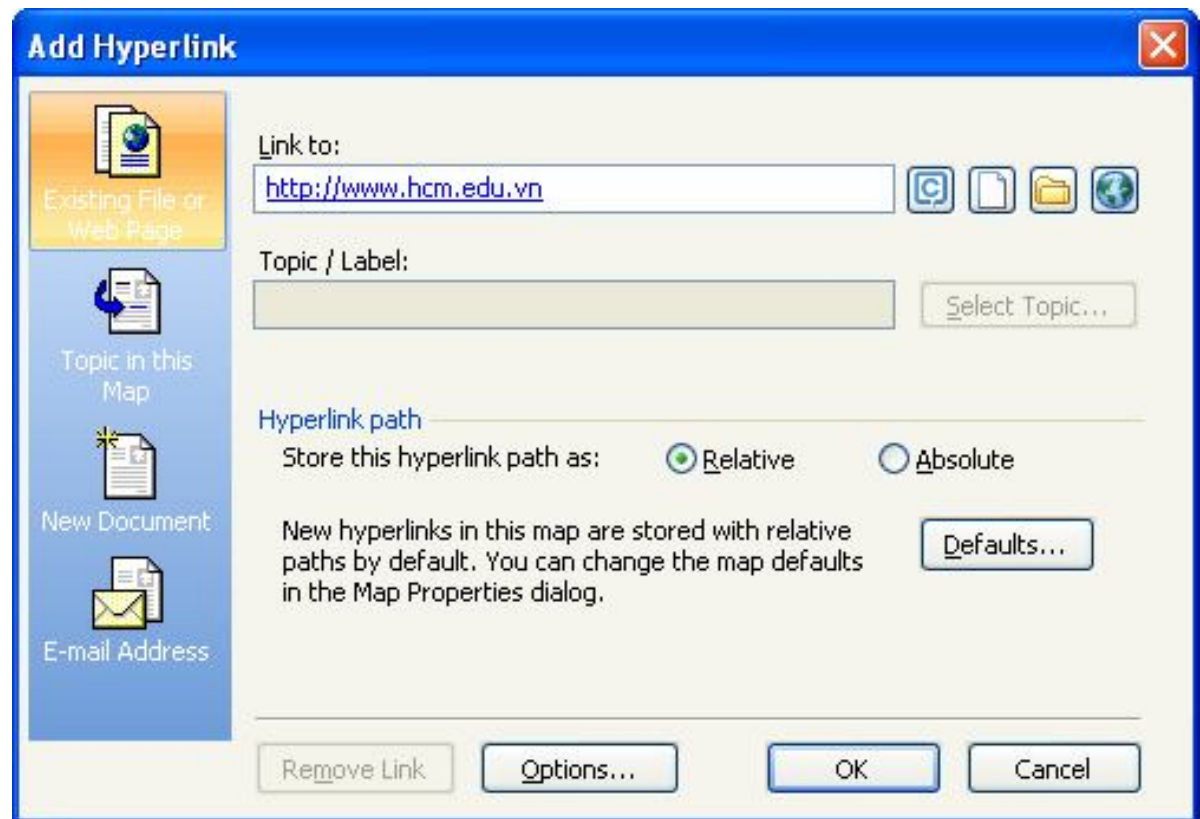 Add Hyperlink
Existing File or
Web Page
Topic in this
Map
New Document
E-mail Address
Link to:
http://www.hcm.edu.vn
Topic / Label:
Select Topic...
Hyperlink path
Store this hyperlink path as:
Relative
Absolute
New hyperlinks in this map are stored with relative
paths by default. You can change the map defaults
in the Map Properties dialog.
Defaults...
Remove Link
Options...
OK
Cancel